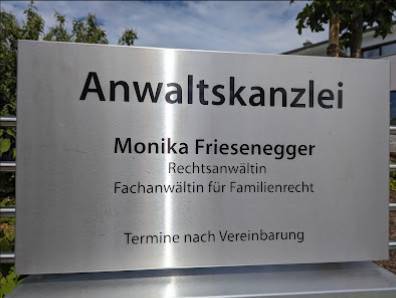 Anwaltskanzlei
Monika Friesenegger
Rechtsanwältin
Fachanwältin für Familienrecht
Termine nach Vereinbarung